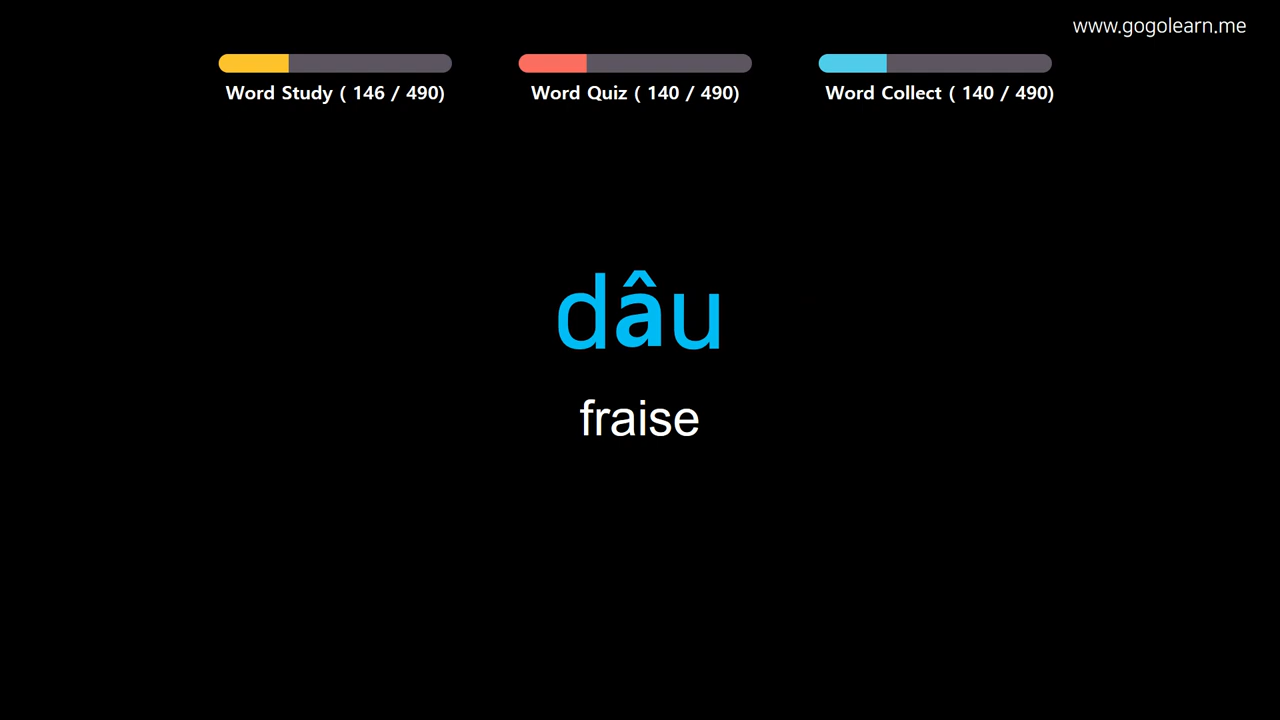 www.gogolearn.me
Word Study ( 146 / 490)
Word Quiz ( 140 / 490)
Word Collect ( 140 / 490)
dâu
fraise